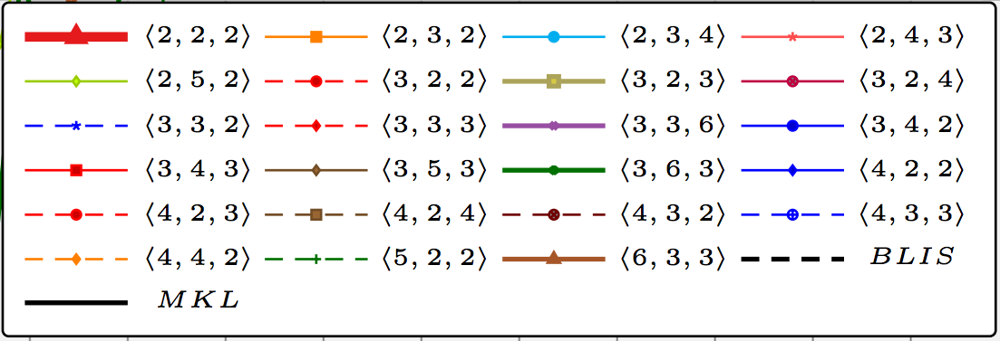 ⟨2, 2, 2⟩ ⟨2, 3, 2⟩ ⟨2, 3, 4⟩ ⟨2, 4, 3⟩
⟨2, 5, 2⟩ ⟨3, 2, 2⟩ ⟨3, 2, 3⟩ ⟨3, 2, 4⟩
⟨3, 3, 2⟩ ⟨3, 3, 3⟩ ⟨3, 3, 6⟩ ⟨3, 4, 2⟩
⟨3, 4, 3⟩ ⟨3, 5, 3⟩ ⟨3, 6, 3⟩ ⟨4, 2, 2⟩
⟨4, 2, 3⟩ ⟨4, 2, 4⟩ ⟨4, 3, 2⟩ ⟨4, 3, 3⟩
⟨4, 4, 2⟩ ⟨5, 2, 2⟩ ⟨6, 3, 3⟩ BLIS
MKL